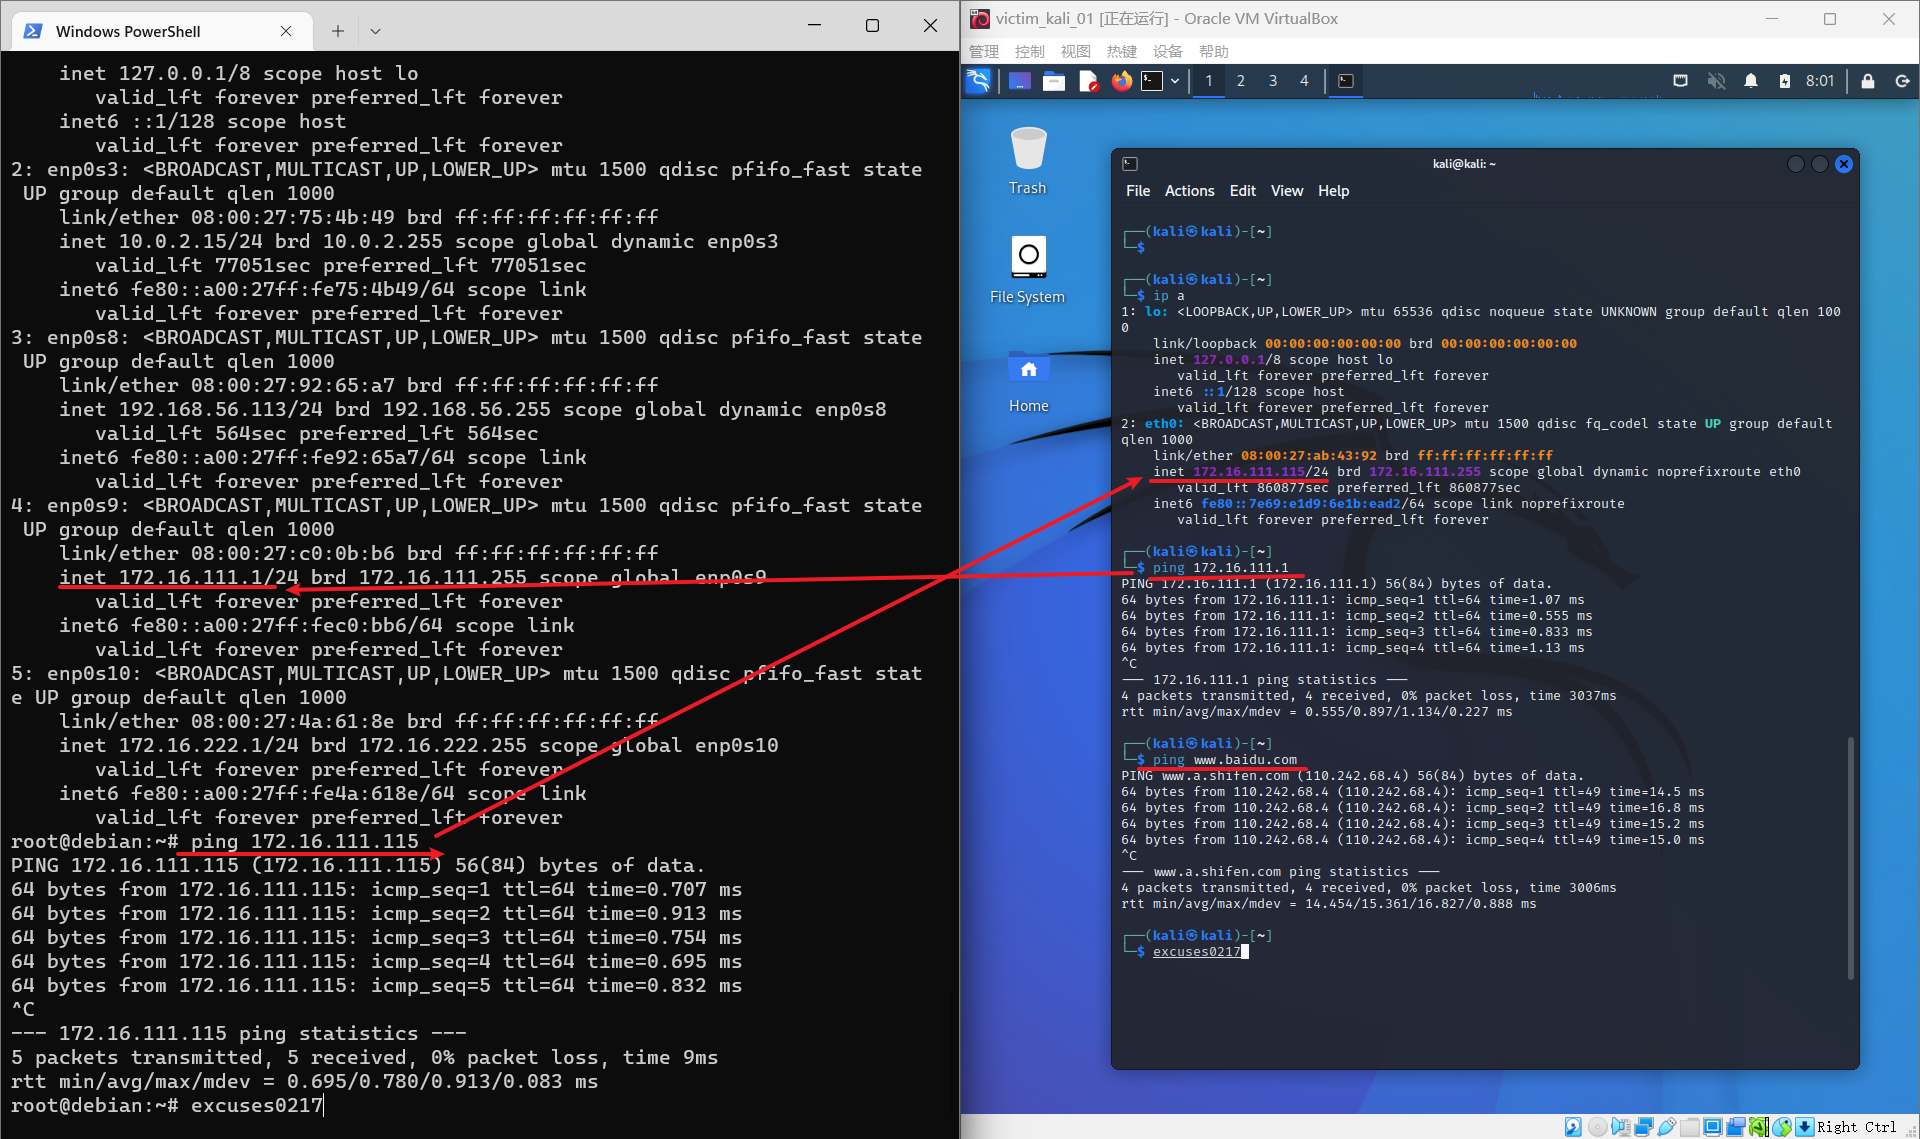 Windows PowerShell
    inet 127.0.0.1/8 scope host lo
       valid_lft forever preferred_lft forever
    inet6 ::1/128 scope host
       valid_lft forever preferred_lft forever
2: enp0s3: <BROADCAST,MULTICAST,UP,LOWER_UP> mtu 1500 qdisc pfifo_fast state
 UP group default qlen 1000
    link/ether 08:00:27:75:4b:49 brd ff:ff:ff:ff:ff:ff
    inet 10.0.2.15/24 brd 10.0.2.255 scope global dynamic enp0s3
       valid_lft 77051sec preferred_lft 77051sec
    inet6 fe80::a00:27ff:fe75:4b49/64 scope link
       valid_lft forever preferred_lft forever
3: enp0s8: <BROADCAST,MULTICAST,UP,LOWER_UP> mtu 1500 qdisc pfifo_fast state
 UP group default qlen 1000
    link/ether 08:00:27:92:65:a7 brd ff:ff:ff:ff:ff:ff
    inet 192.168.56.113/24 brd 192.168.56.255 scope global dynamic enp0s8
       valid_lft 564sec preferred_lft 564sec
    inet6 fe80::a00:27ff:fe92:65a7/64 scope link
       valid_lft forever preferred_lft forever
4: enp0s9: <BROADCAST,MULTICAST,UP,LOWER_UP> mtu 1500 qdisc pfifo_fast state
 UP group default qlen 1000
    link/ether 08:00:27:c0:0b:b6 brd ff:ff:ff:ff:ff:ff
    inet 172.16.111.1/24 brd 172.16.111.255 scope global enp0s9
       valid_lft forever preferred_lft forever
    inet6 fe80::a00:27ff:fec0:bb6/64 scope link
       valid_lft forever preferred_lft forever
5: enp0s10: <BROADCAST,MULTICAST,UP,LOWER_UP> mtu 1500 qdisc pfifo_fast stat
e UP group default qlen 1000
    link/ether 08:00:27:4a:61:8e brd ff:ff:ff:ff:ff:ff
    inet 172.16.222.1/24 brd 172.16.222.255 scope global enp0s10
       valid_lft forever preferred_lft forever
    inet6 fe80::a00:27ff:fe4a:618e/64 scope link
       valid_lft forever preferred_lft forever
root@debian:~# ping 172.16.111.115
PING 172.16.111.115 (172.16.111.115) 56(84) bytes of data.
64 bytes from 172.16.111.115: icmp_seq=1 ttl=64 time=0.707 ms
64 bytes from 172.16.111.115: icmp_seq=2 ttl=64 time=0.913 ms
64 bytes from 172.16.111.115: icmp_seq=3 ttl=64 time=0.754 ms
64 bytes from 172.16.111.115: icmp_seq=4 ttl=64 time=0.695 ms
64 bytes from 172.16.111.115: icmp_seq=5 ttl=64 time=0.832 ms
^C
--- 172.16.111.115 ping statistics ---
5 packets transmitted, 5 received, 0% packet loss, time 9ms
rtt min/avg/max/mdev = 0.695/0.780/0.913/0.083 ms
root@debian:~# excuses0217
victim_kali_01 [正在运行] - Oracle VM VirtualBox
管理 控制 视图 热键 设备 帮助
1 2 3 4 8:01
Trash
File System
Home
kali@kali: ~
File Actions Edit View Help
┌──(kali㉿kali)-[~]
└─$
┌──(kali㉿kali)-[~]
└─$ ip a
1: lo: <LOOPBACK,UP,LOWER_UP> mtu 65536 qdisc noqueue state UNKNOWN group default qlen 100
0
    link/loopback 00:00:00:00:00:00 brd 00:00:00:00:00:00
    inet 127.0.0.1/8 scope host lo
       valid_lft forever preferred_lft forever
    inet6 ::1/128 scope host
       valid_lft forever preferred_lft forever
2: eth0: <BROADCAST,MULTICAST,UP,LOWER_UP> mtu 1500 qdisc fq_codel state UP group default
qlen 1000
    link/ether 08:00:27:ab:43:92 brd ff:ff:ff:ff:ff:ff
    inet 172.16.111.115/24 brd 172.16.111.255 scope global dynamic noprefixroute eth0
       valid_lft 860877sec preferred_lft 860877sec
    inet6 fe80::7e69:e1d9:6e1b:ead2/64 scope link noprefixroute
       valid_lft forever preferred_lft forever
┌──(kali㉿kali)-[~]
└─$ ping 172.16.111.1
PING 172.16.111.1 (172.16.111.1) 56(84) bytes of data.
64 bytes from 172.16.111.1: icmp_seq=1 ttl=64 time=1.07 ms
64 bytes from 172.16.111.1: icmp_seq=2 ttl=64 time=0.555 ms
64 bytes from 172.16.111.1: icmp_seq=3 ttl=64 time=0.833 ms
64 bytes from 172.16.111.1: icmp_seq=4 ttl=64 time=1.13 ms
^C
--- 172.16.111.1 ping statistics ---
4 packets transmitted, 4 received, 0% packet loss, time 3037ms
rtt min/avg/max/mdev = 0.555/0.897/1.134/0.227 ms
┌──(kali㉿kali)-[~]
└─$ ping www.baidu.com
PING www.a.shifen.com (110.242.68.4) 56(84) bytes of data.
64 bytes from 110.242.68.4 (110.242.68.4): icmp_seq=1 ttl=49 time=14.5 ms
64 bytes from 110.242.68.4 (110.242.68.4): icmp_seq=2 ttl=49 time=16.8 ms
64 bytes from 110.242.68.4 (110.242.68.4): icmp_seq=3 ttl=49 time=15.2 ms
64 bytes from 110.242.68.4 (110.242.68.4): icmp_seq=4 ttl=49 time=15.0 ms
^C
--- www.a.shifen.com ping statistics ---
4 packets transmitted, 4 received, 0% packet loss, time 3006ms
rtt min/avg/max/mdev = 14.454/15.361/16.827/0.888 ms
┌──(kali㉿kali)-[~]
└─$ excuses0217
Right Ctrl